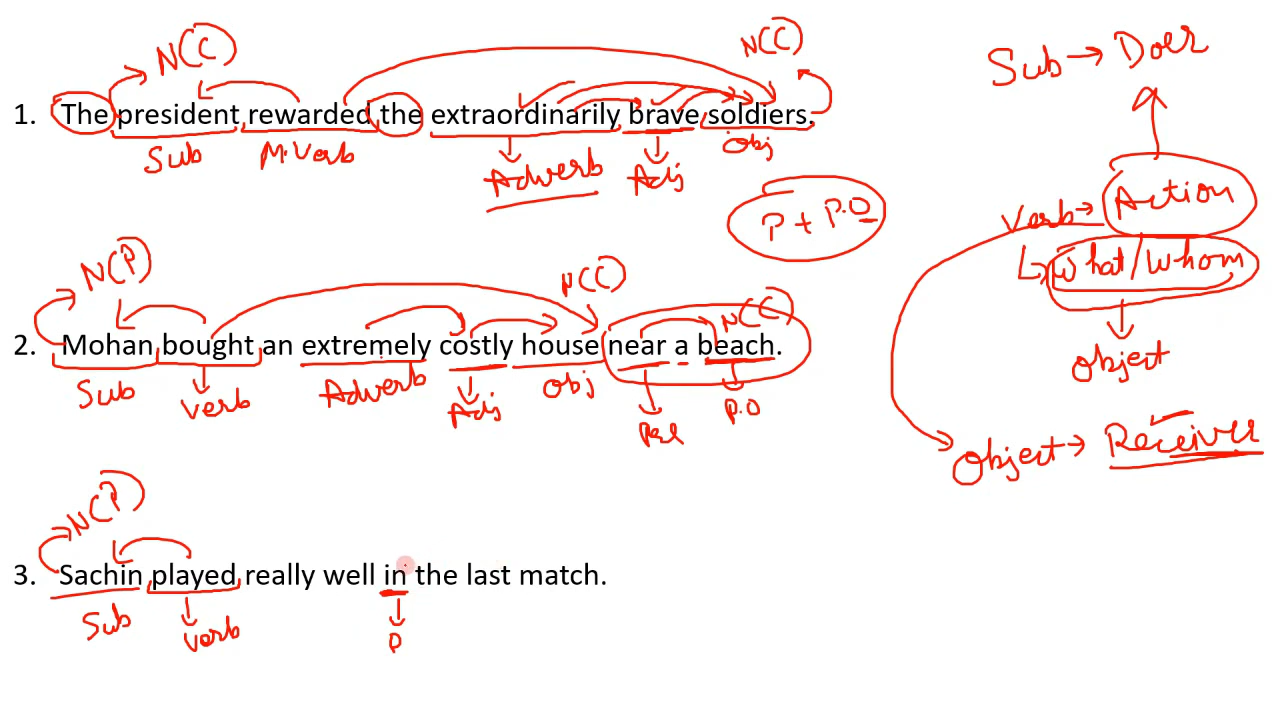 N(C) N(C) Sub → Doer
1. The president rewarded the extraordinarily brave soldiers.
Sub M.Verb Adverb Adj Obj
Verb → Action
P + P.O
What/Whom
N(P) N(C) N(C)
2. Mohan bought an extremely costly house near a beach.
Object
Sub Verb Adverb Adj Obj P.O
Object → Receiver
N(P)
3. Sachin played really well in the last match.
Sub Verb P